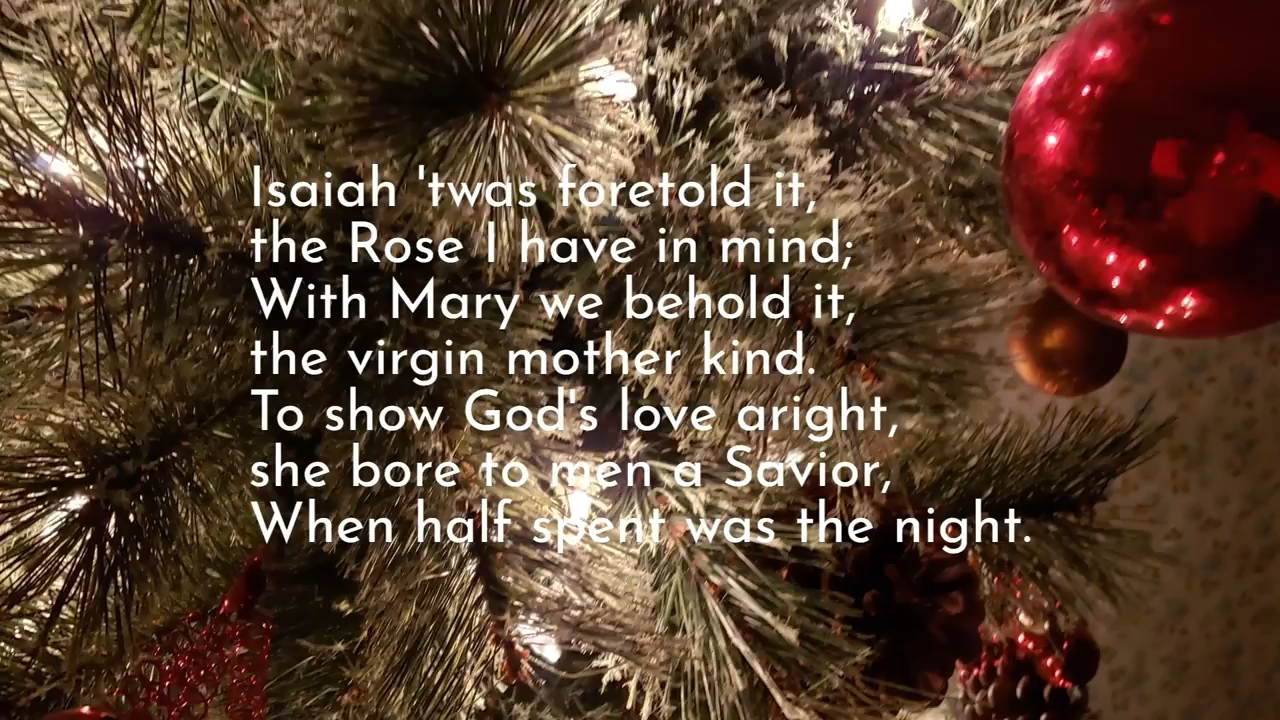 Isaiah 'twas foretold it,
the Rose I have in mind;
With Mary we behold it,
the virgin mother kind.
To show God's love aright,
she bore to men a Savior,
When half spent was the night.